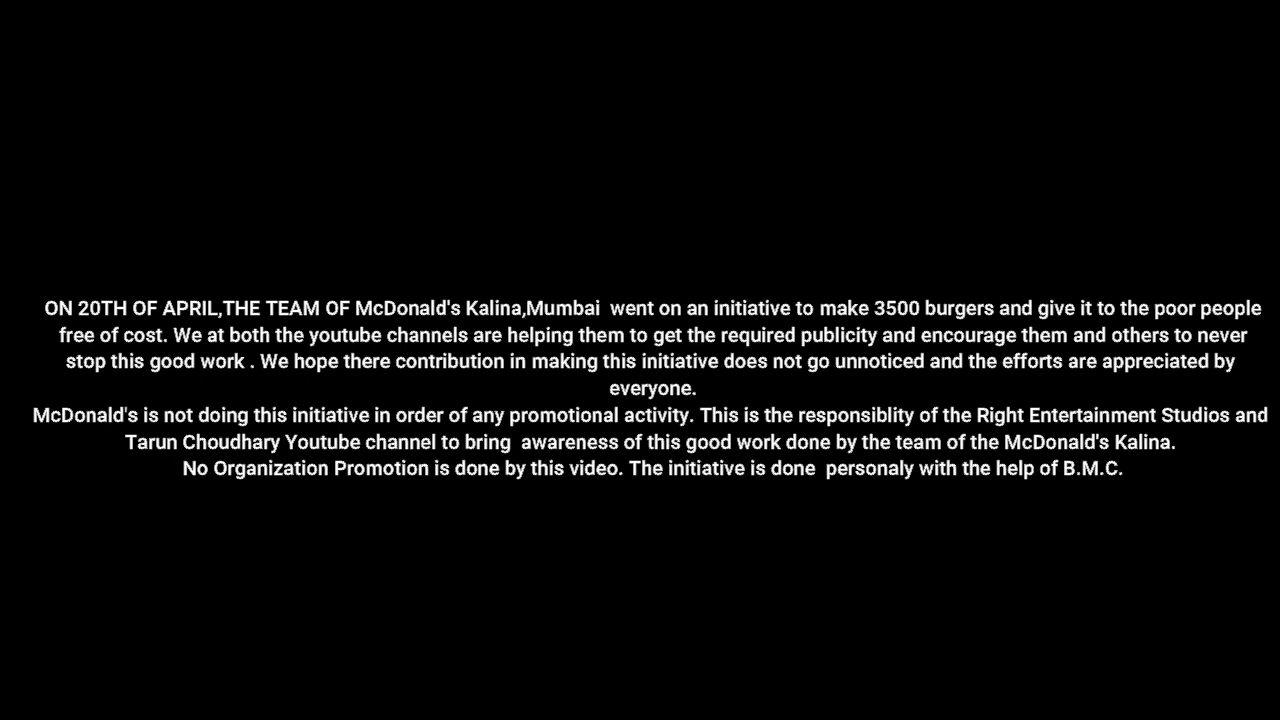 ON 20TH OF APRIL,THE TEAM OF McDonald's Kalina,Mumbai  went on an initiative to make 3500 burgers and give it to the poor people
free of cost. We at both the youtube channels are helping them to get the required publicity and encourage them and others to never
stop this good work . We hope there contribution in making this initiative does not go unnoticed and the efforts are appreciated by
everyone.
McDonald's is not doing this initiative in order of any promotional activity. This is the responsiblity of the Right Entertainment Studios and
Tarun Choudhary Youtube channel to bring  awareness of this good work done by the team of the McDonald's Kalina.
No Organization Promotion is done by this video. The initiative is done  personaly with the help of B.M.C.